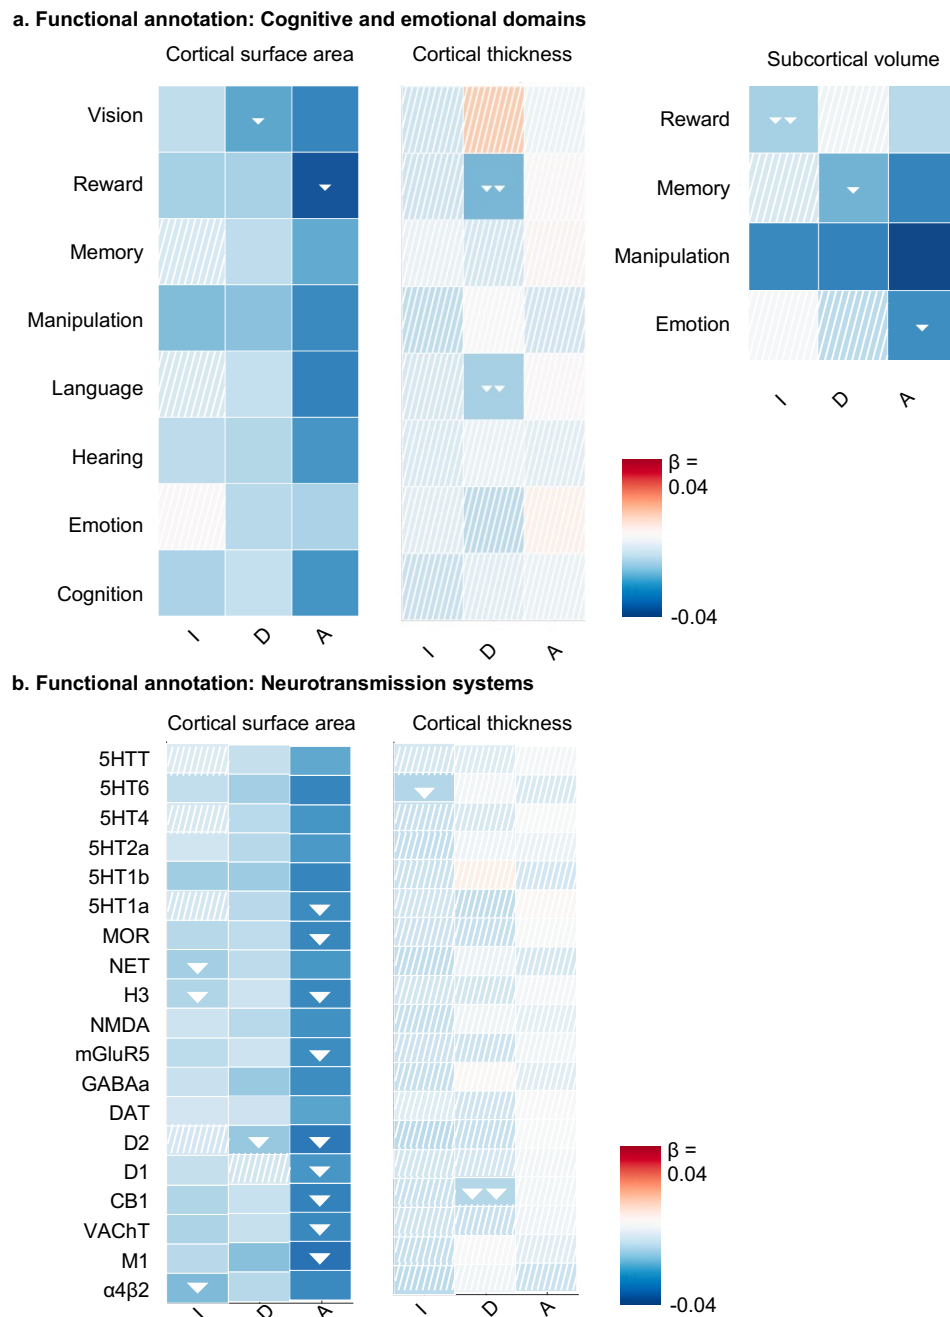 a. Functional annotation: Cognitive and emotional domains
Cortical surface area
Cortical thickness
Subcortical volume
Vision
Reward
Memory
Manipulation
Language
Hearing
Emotion
Cognition
I D A
I D A
Reward
Memory
Manipulation
Emotion
I D A
β =
0.04
-0.04
b. Functional annotation: Neurotransmission systems
Cortical surface area
Cortical thickness
5HTT
5HT6
5HT4
5HT2a
5HT1b
5HT1a
MOR
NET
H3
NMDA
mGluR5
GABAa
DAT
D2
D1
CB1
VAChT
M1
α4β2
I D A
I D A
β =
0.04
-0.04